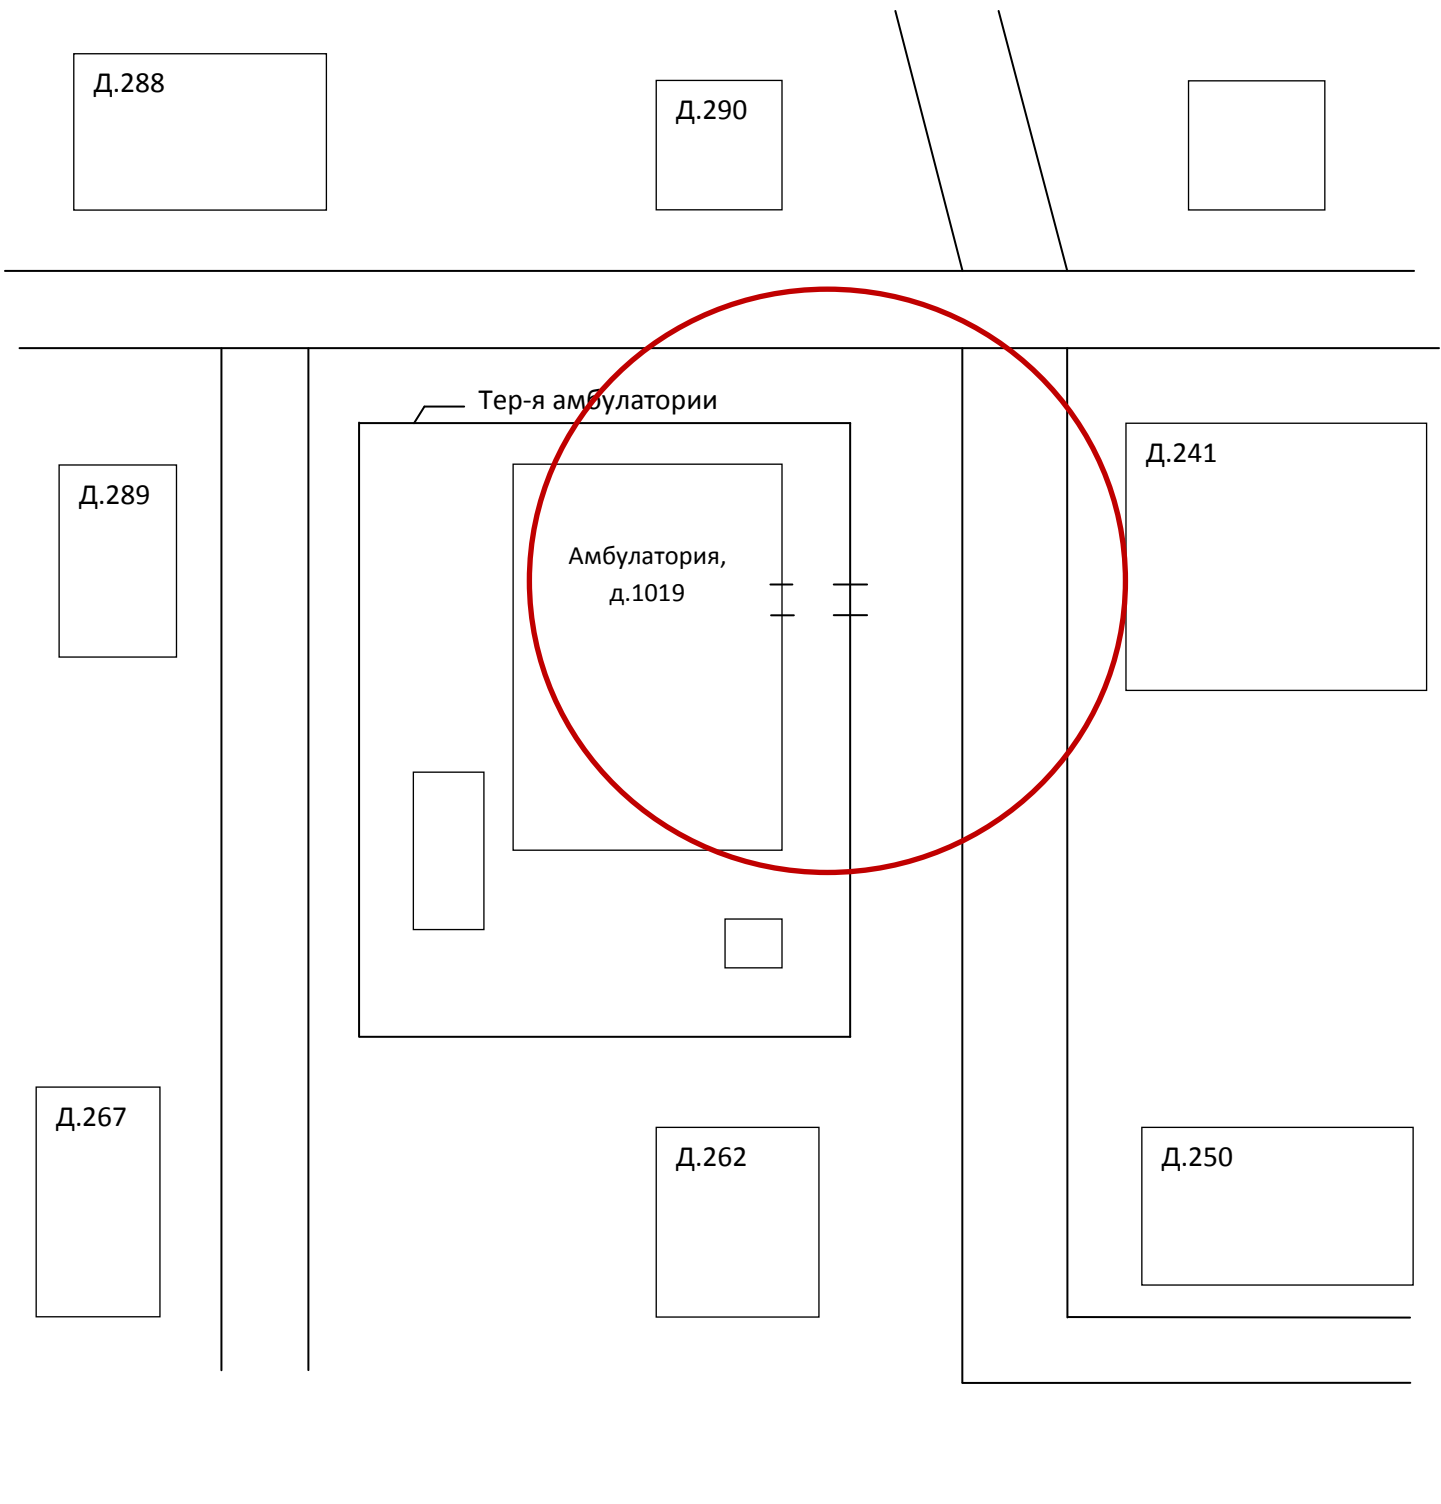 Д.288
Д.290
Тер-я амбулатории
Д.241
Д.289
Амбулатория,
д.1019
Д.267
Д.262
Д.250